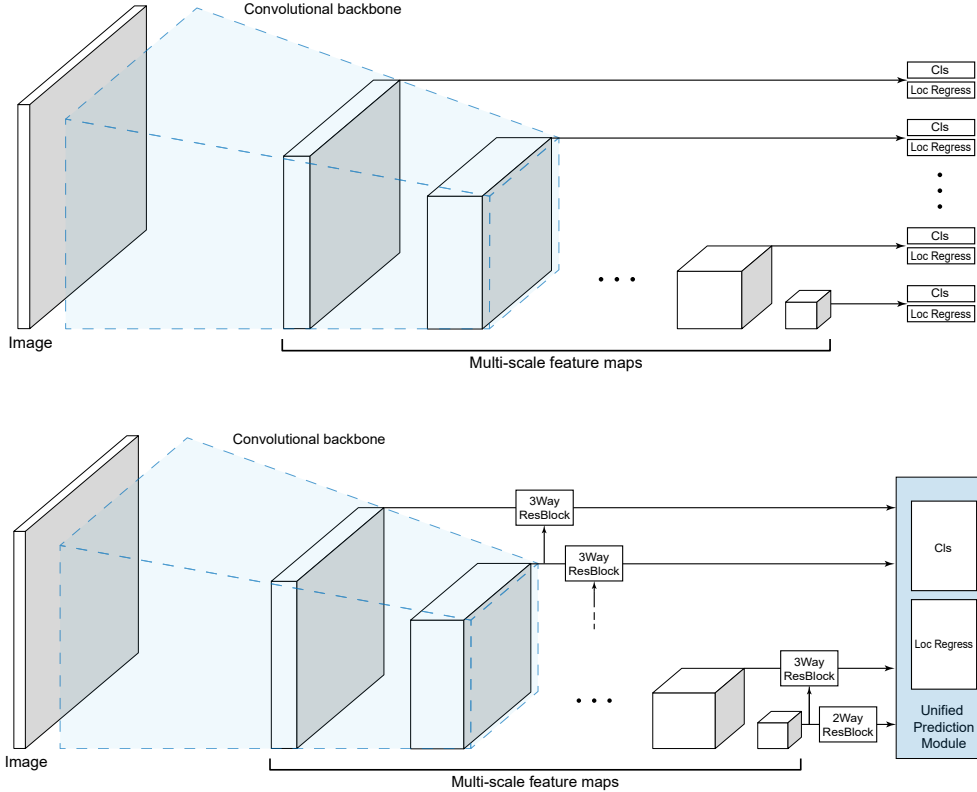 Convolutional backbone
Cls
Loc Regress
Cls
Loc Regress
Cls
Loc Regress
Cls
Loc Regress
Image
Multi-scale feature maps
Convolutional backbone
3Way
ResBlock
3Way
ResBlock
Cls
Loc Regress
3Way
ResBlock
2Way
ResBlock
Unified
Prediction
Module
Image
Multi-scale feature maps